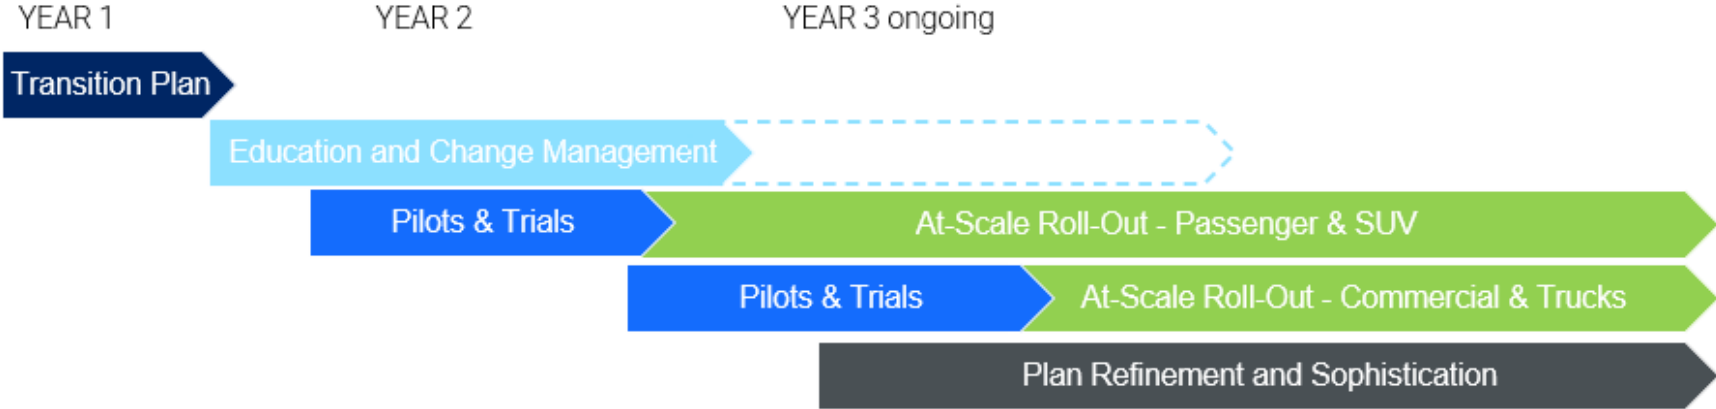 YEAR 1
YEAR 2
YEAR 3 ongoing
Transition Plan
Education and Change Management
Pilots & Trials
At-Scale Roll-Out - Passenger & SUV
Pilots & Trials
At-Scale Roll-Out - Commercial & Trucks
Plan Refinement and Sophistication